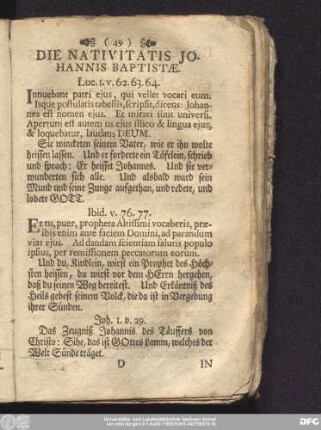 ( 49 )
DIE NATIVITATIS JO-
HANNIS BAPTISTÆ.
Luc. 1. v. 62. 63. 64.
Innuebant patri ejus, qui vellet vocari eum.
Isque postulatis tabellis, scripsit, dicens: Johan-
nes est nomen ejus. Et mirati sunt universi.
Apertum est autem os ejus illico & lingua ejus,
& loquebatur, laudans DEUM.
Sie winckten seinem Vater, wie er ihn wolte
heissen lassen. Und er forderte ein Täfelein, schrieb
und sprach: Er heisset Johannes. Und sie ver-
wunderten sich alle. Und alsbald ward sein
Mund und seine Zunge aufgethan, und redete, und
lobete GOTT.
Ibid. v. 76. 77.
Et tu, puer, propheta Altissimi vocaberis, præ-
ibis enim ante faciem Domini, ad parandum
vias ejus. Ad dandam scientiam salutis populo
ipsius, per remissionem peccatorum eorum.
Und du, Kindlein, wirst ein Prophet des Höch-
sten heissen, du wirst vor dem HErrn hergehen,
daß du seinen Weg bereitest. Und Erkäntniß des
Heils gebest seinem Volck, die da ist in Vergebung
ihrer Sünden.
Joh. 1. v. 29.
Das Zeugniß Johannis des Täuffers von
Christo: Sihe, das ist GOttes Lamm, welches der
Welt Sünde träget.
D IN